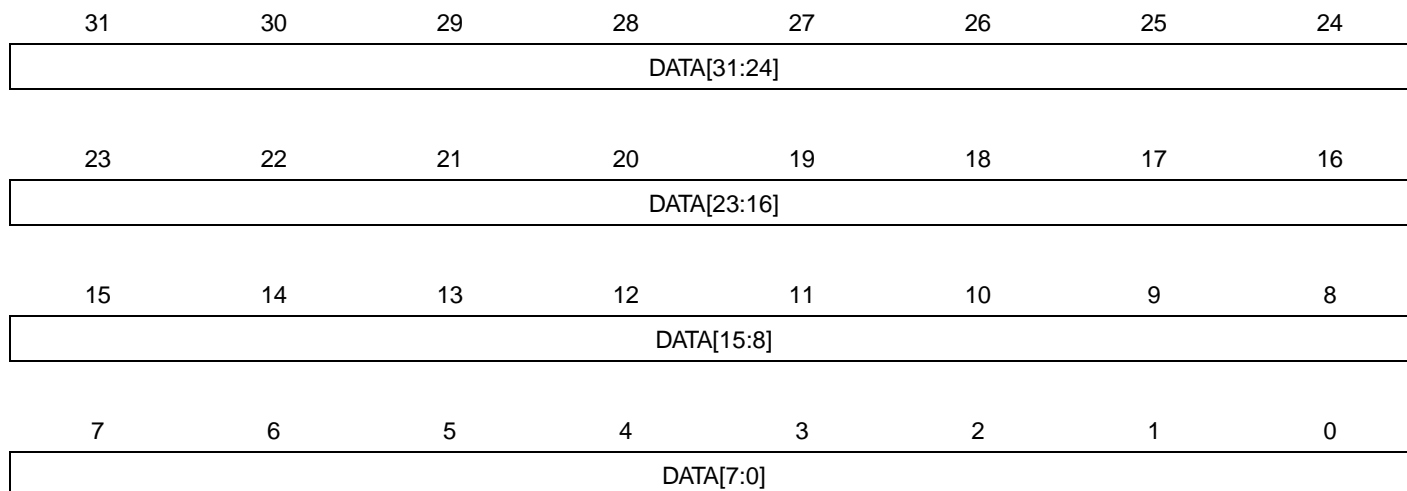 31 30 29 28 27 26 25 24
DATA[31:24]
23 22 21 20 19 18 17 16
DATA[23:16]
15 14 13 12 11 10 9 8
DATA[15:8]
7 6 5 4 3 2 1 0
DATA[7:0]